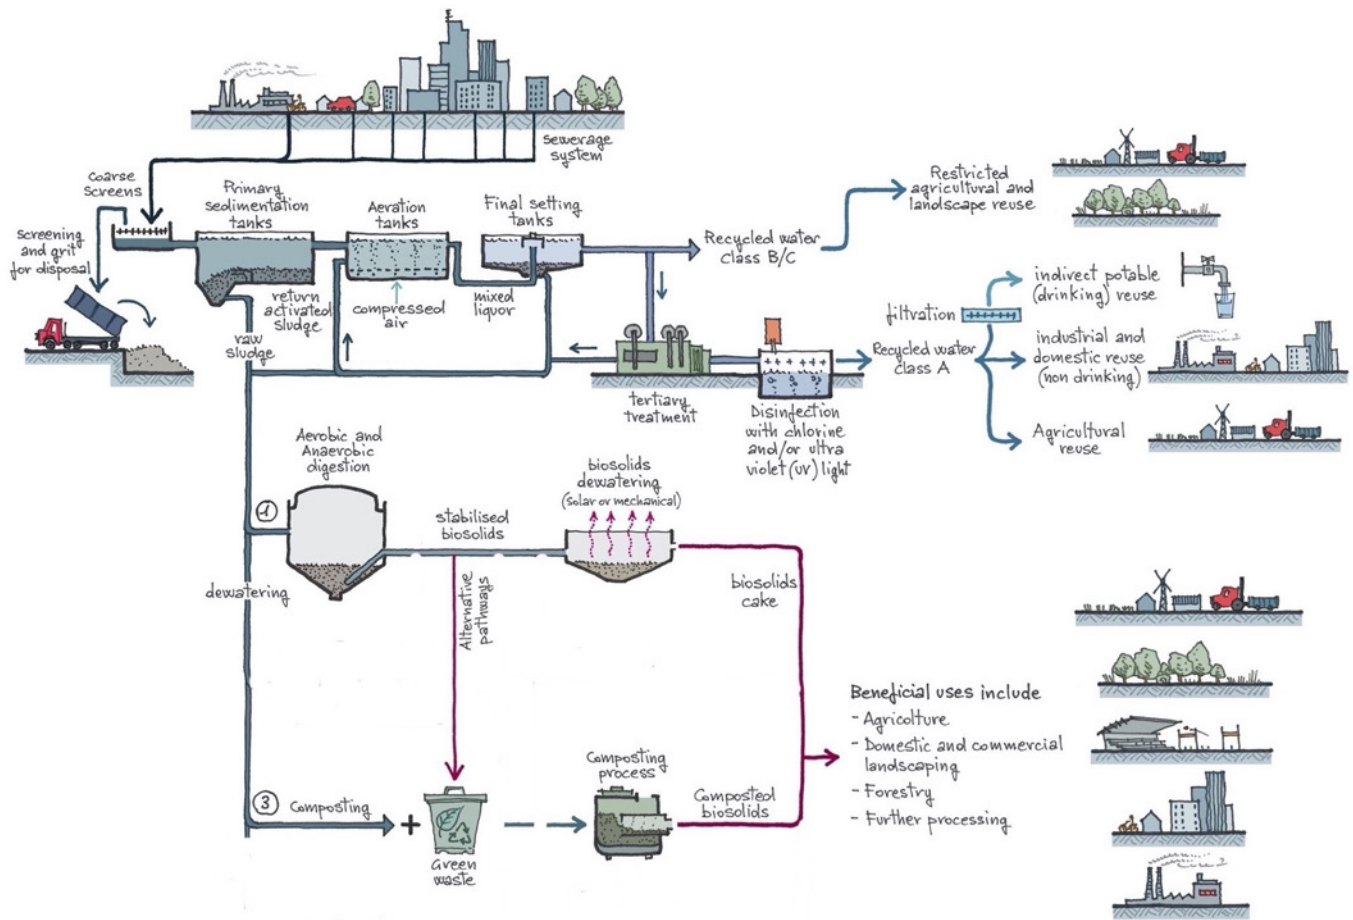 sewerage
system
coarse
screens
Primary
sedimentation
tanks
Aeration
tanks
Final setting
tanks
screening
and grit
for disposal
return
activated
sludge
compressed
air
mixed
liquor
raw
sludge
Recycled water
class B/C
Restricted
agricultural and
landscape reuse
tertiary
treatment
Disinfection
with chlorine
and/or ultra
violet (uv) light
Recycled water
class A
filtration
indirect potable
(drinking) reuse
industrial and
domestic reuse
(non drinking)
Agricultural
reuse
Aerobic and
Anaerobic
digestion
1
stabilised
biosolids
biosolids
dewatering
(solar or mechanical)
dewatering
Alternative
pathways
biosolids
cake
3 Composting
+
Green
waste
Composting
process
Composted
biosolids
Beneficial uses include
- Agricolture
- Domestic and commercial
landscaping
- Forestry
- Further processing